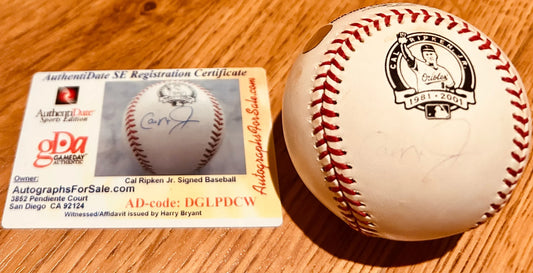 AuthentiDate SE Registration Certificate
AuthentiDate
Sports Edition
gDa
GAMEDAY
AUTHENTIC
AutographsForSale.com
Owner:
Cal Ripken Jr. Signed Baseball
AutographsForSale.com
3852 Pendiente Court
San Diego CA 92124
AD-code: DGLPDCW
Witnessed/Affidavit issued by Harry Bryant
CAL RIPKEN, JR.
Orioles
1981 - 2001